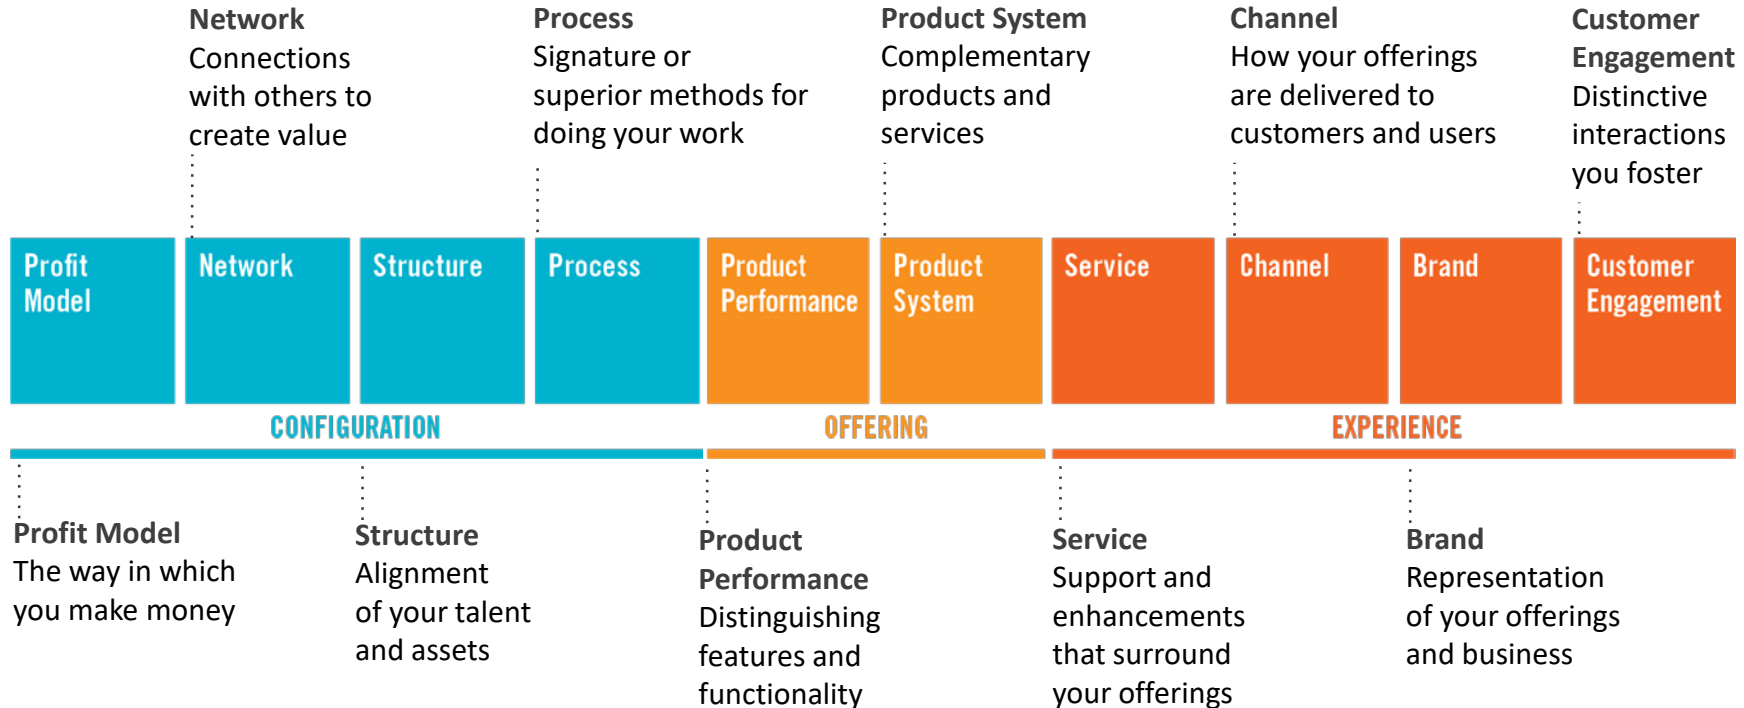 Network
Connections
with others to
create value
Process
Signature or
superior methods for
doing your work
Product System
Complementary
products and
services
Channel
How your offerings
are delivered to
customers and users
Customer
Engagement
Distinctive
interactions
you foster
Profit
Model
Network
Structure
Process
Product
Performance
Product
System
Service
Channel
Brand
Customer
Engagement
CONFIGURATION
OFFERING
EXPERIENCE
Profit Model
The way in which
you make money
Structure
Alignment
of your talent
and assets
Product
Performance
Distinguishing
features and
functionality
Service
Support and
enhancements
that surround
your offerings
Brand
Representation
of your offerings
and business